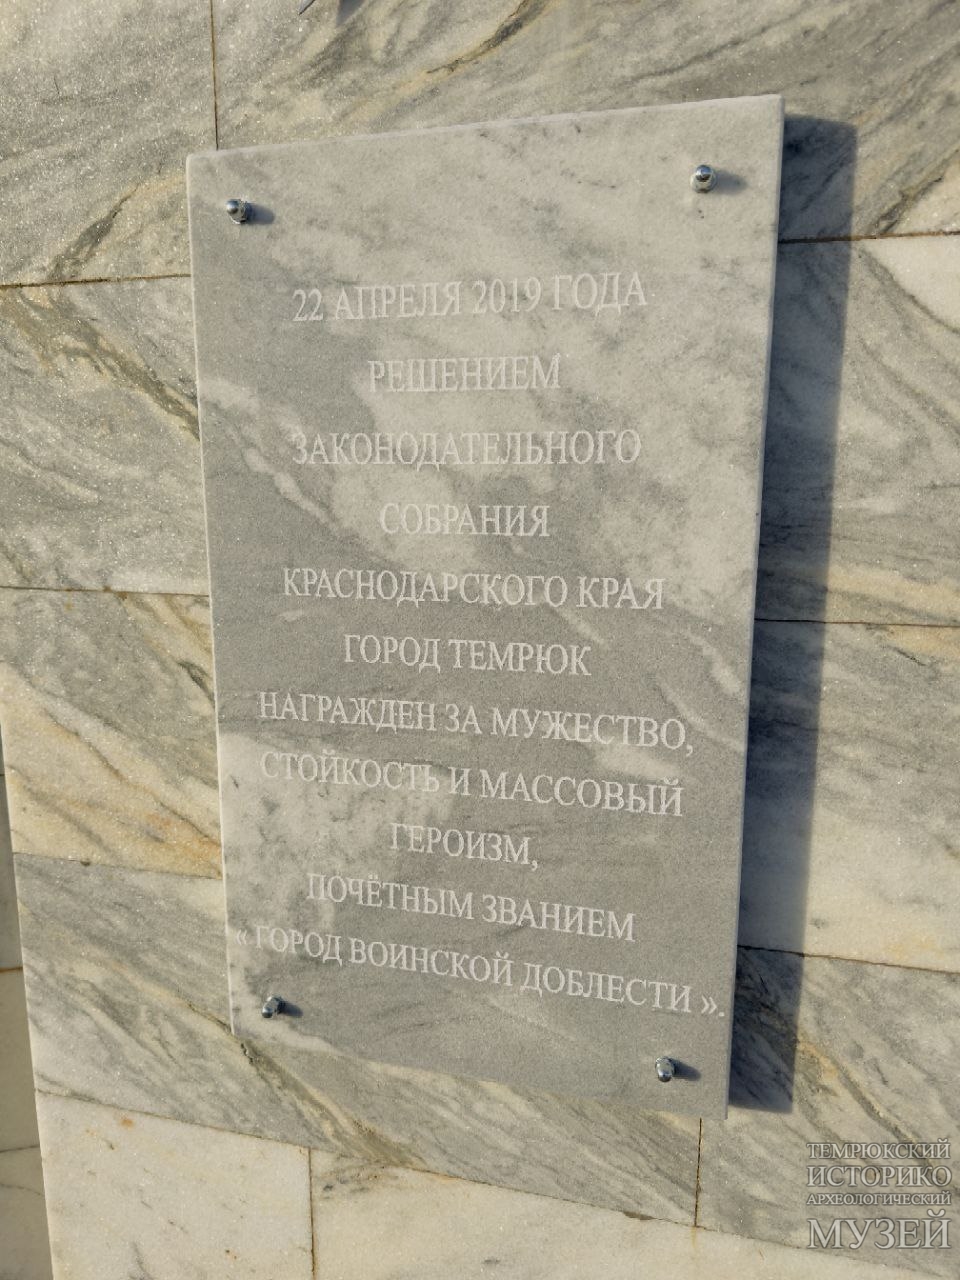 22 АПРЕЛЯ 2019 ГОДА
РЕШЕНИЕМ
ЗАКОНОДАТЕЛЬНОГО
СОБРАНИЯ
КРАСНОДАРСКОГО КРАЯ
ГОРОД ТЕМРЮК
НАГРАЖДЕН ЗА МУЖЕСТВО,
СТОЙКОСТЬ И МАССОВЫЙ
ГЕРОИЗМ,
ПОЧЁТНЫМ ЗВАНИЕМ
« ГОРОД ВОИНСКОЙ ДОБЛЕСТИ ».
ТЕМРЮКСКИЙ
ИСТОРИКО
АРХЕОЛОГИЧЕСКИЙ
МУЗЕЙ